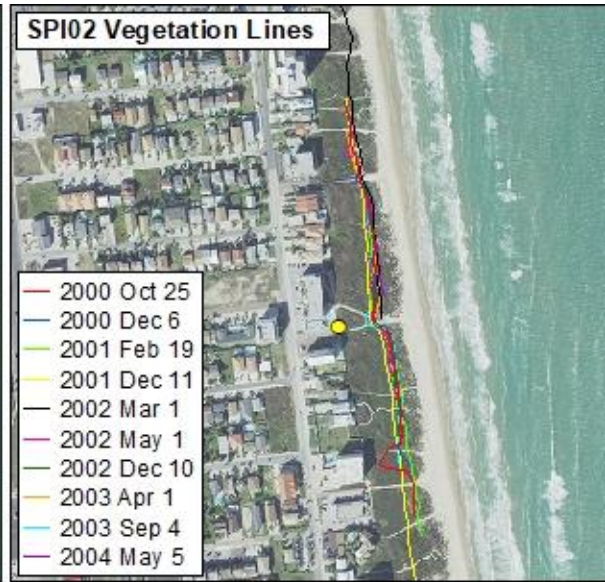 SPI02 Vegetation Lines
2000 Oct 25
2000 Dec 6
2001 Feb 19
2001 Dec 11
2002 Mar 1
2002 May 1
2002 Dec 10
2003 Apr 1
2003 Sep 4
2004 May 5